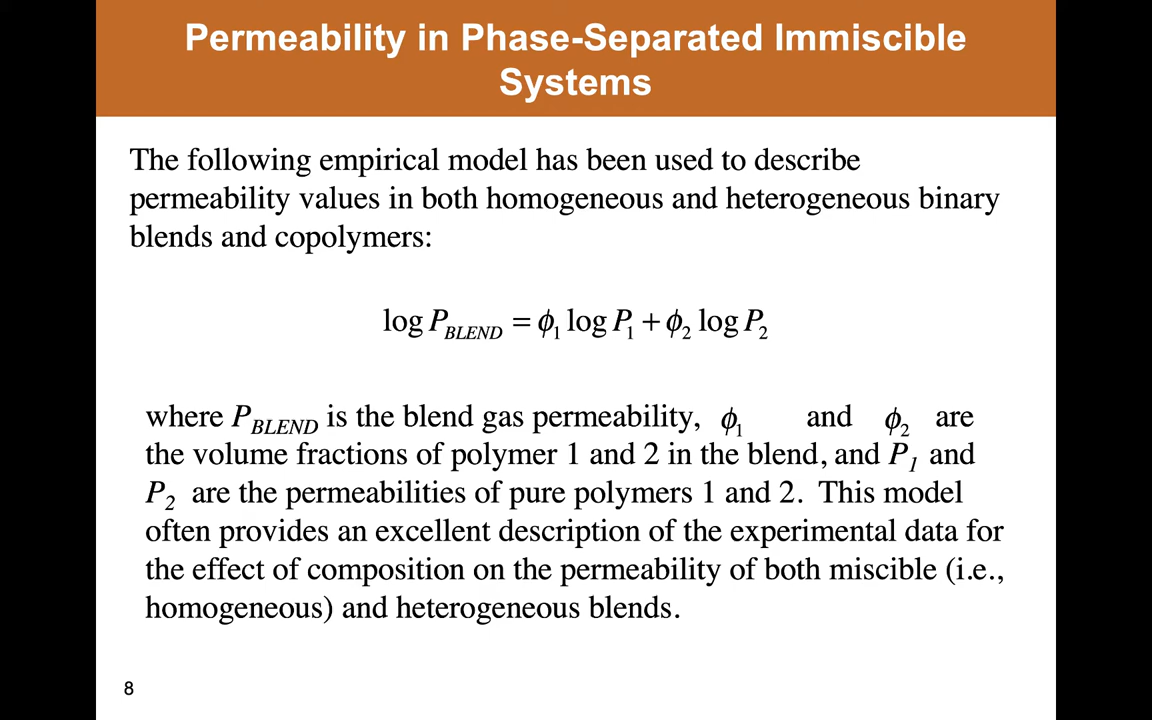 Permeability in Phase-Separated Immiscible
Systems
The following empirical model has been used to describe
permeability values in both homogeneous and heterogeneous binary
blends and copolymers:
log P_BLEND = ϕ₁ log P₁ + ϕ₂ log P₂
where P_BLEND is the blend gas permeability, ϕ₁ and ϕ₂ are
the volume fractions of polymer 1 and 2 in the blend, and P₁ and
P₂ are the permeabilities of pure polymers 1 and 2. This model
often provides an excellent description of the experimental data for
the effect of composition on the permeability of both miscible (i.e.,
homogeneous) and heterogeneous blends.
8